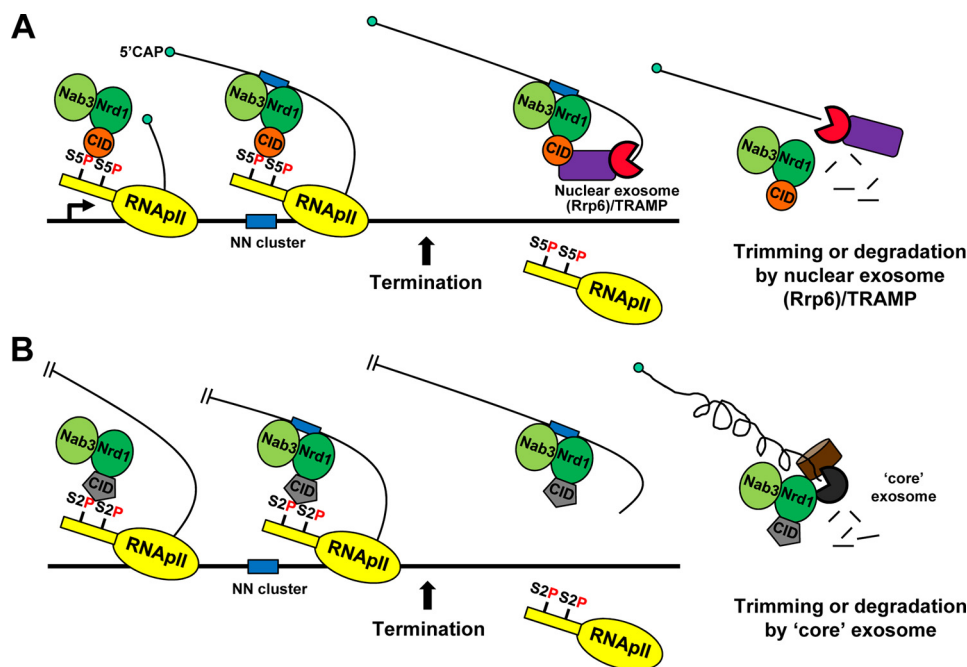 A
5'CAP
Nab3
Nrd1
CID
S5P
S5P
RNApII
Nab3
Nrd1
CID
S5P
S5P
RNApII
NN cluster
Termination
Nab3
Nrd1
CID
Nuclear exosome
(Rrp6)/TRAMP
S5P
S5P
RNApII
Nab3
Nrd1
CID
Trimming or degradation
by nuclear exosome
(Rrp6)/TRAMP
B
Nab3
Nrd1
CID
S2P
S2P
RNApII
Nab3
Nrd1
CID
S2P
S2P
RNApII
NN cluster
Termination
Nab3
Nrd1
CID
S2P
S2P
RNApII
Nab3
Nrd1
CID
'core'
exosome
Trimming or degradation
by 'core' exosome